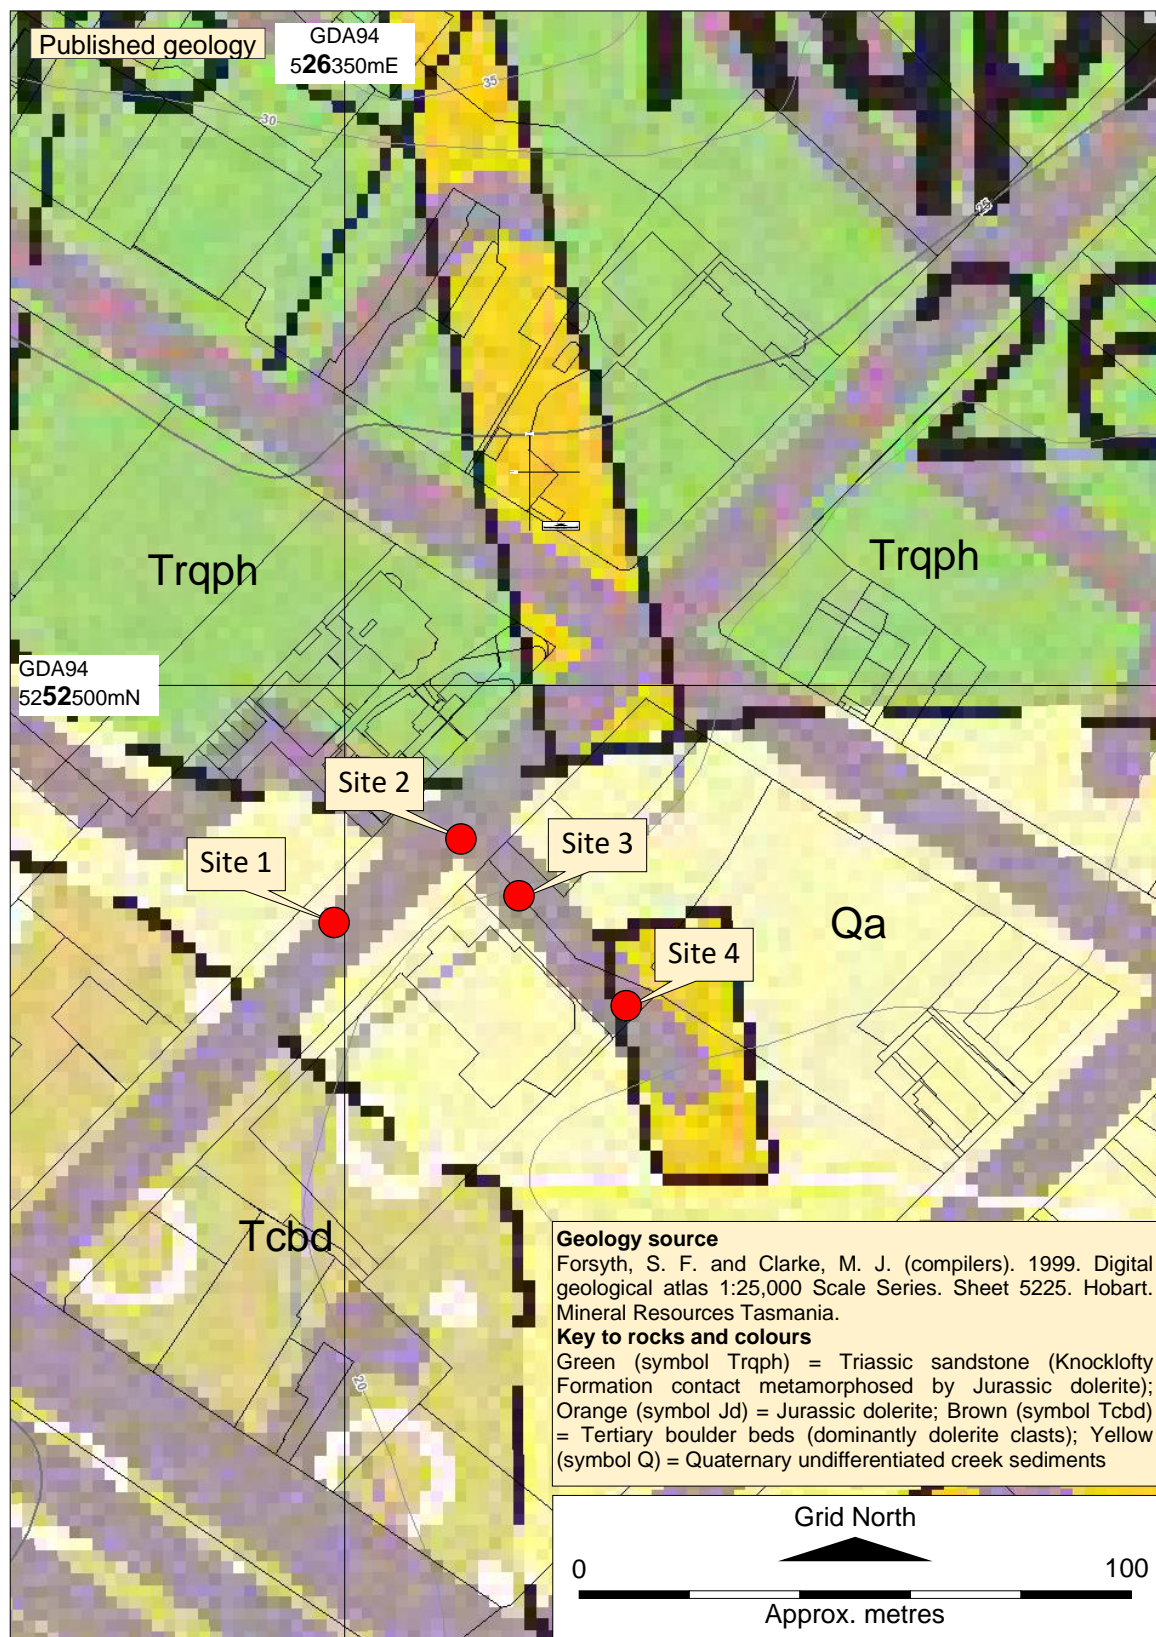 Published geology
GDA94
526350mE
35
30
25
2E
Trqph
Trqph
GDA94
5252500mN
Site 2
Site 3
Site 1
Qa
Site 4
Tcbd
20
Geology source
Forsyth, S. F. and Clarke, M. J. (compilers). 1999. Digital
geological atlas 1:25,000 Scale Series. Sheet 5225. Hobart.
Mineral Resources Tasmania.
Key to rocks and colours
Green (symbol Trqph) = Triassic sandstone (Knocklofty
Formation contact metamorphosed by Jurassic dolerite);
Orange (symbol Jd) = Jurassic dolerite; Brown (symbol Tcbd)
= Tertiary boulder beds (dominantly dolerite clasts); Yellow
(symbol Q) = Quaternary undifferentiated creek sediments
Grid North
0 100
Approx. metres